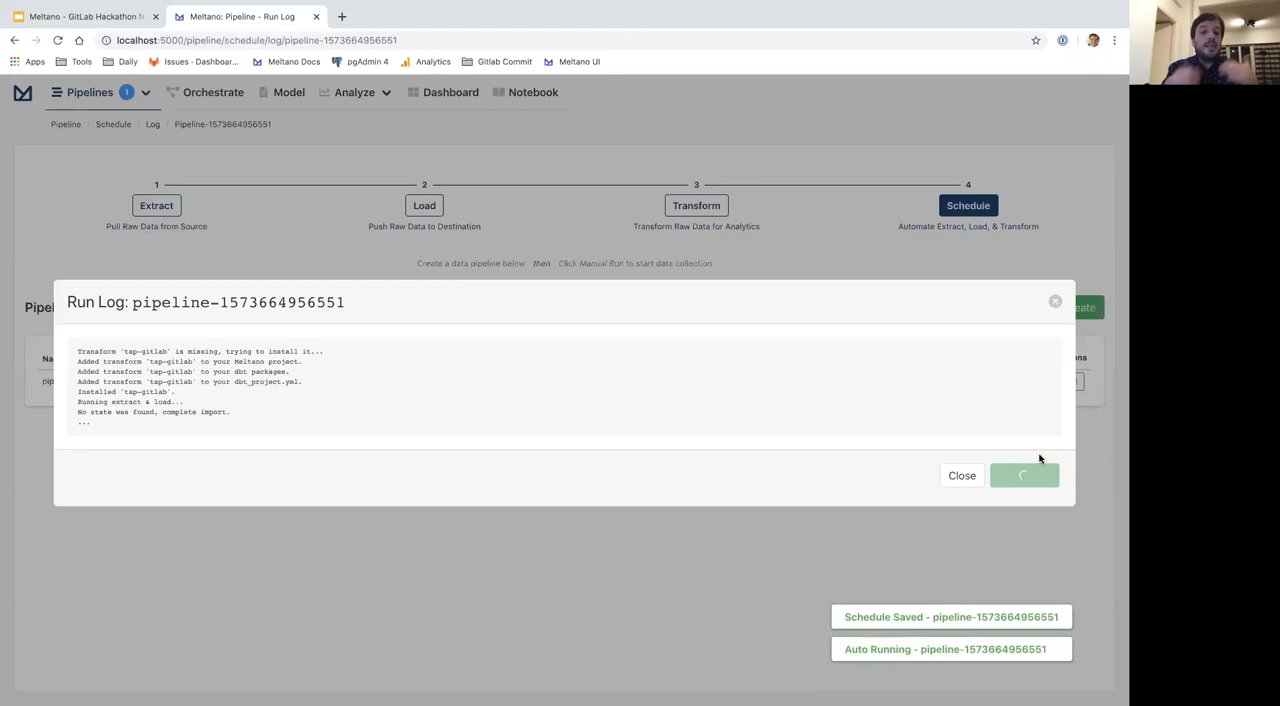 Meltano - GitLab Hackathon
Meltano: Pipeline - Run Log
localhost:5000/pipeline/schedule/log/pipeline-1573664956551
Apps Tools Daily Issues · Dashboar... Meltano Docs pgAdmin 4 Analytics Gitlab Commit Meltano UI
Pipelines 1 Orchestrate Model Analyze Dashboard Notebook
Pipeline / Schedule / Log / Pipeline-1573664956551
1 2 3 4
Extract Load Transform Schedule
Pull Raw Data from Source Push Raw Data to Destination Transform Raw Data for Analytics Automate Extract, Load, & Transform
Create a data pipeline below then Click Manual Run to start data collection
Run Log: pipeline-1573664956551
Transform 'tap-gitlab' is missing, trying to install it...
Added transform 'tap-gitlab' to your Meltano project.
Added transform 'tap-gitlab' to your dbt packages.
Added transform 'tap-gitlab' to your dbt_project.yml.
Installed 'tap-gitlab'.
Running extract & load...
No state was found, complete import.
...
Close
Schedule Saved - pipeline-1573664956551
Auto Running - pipeline-1573664956551